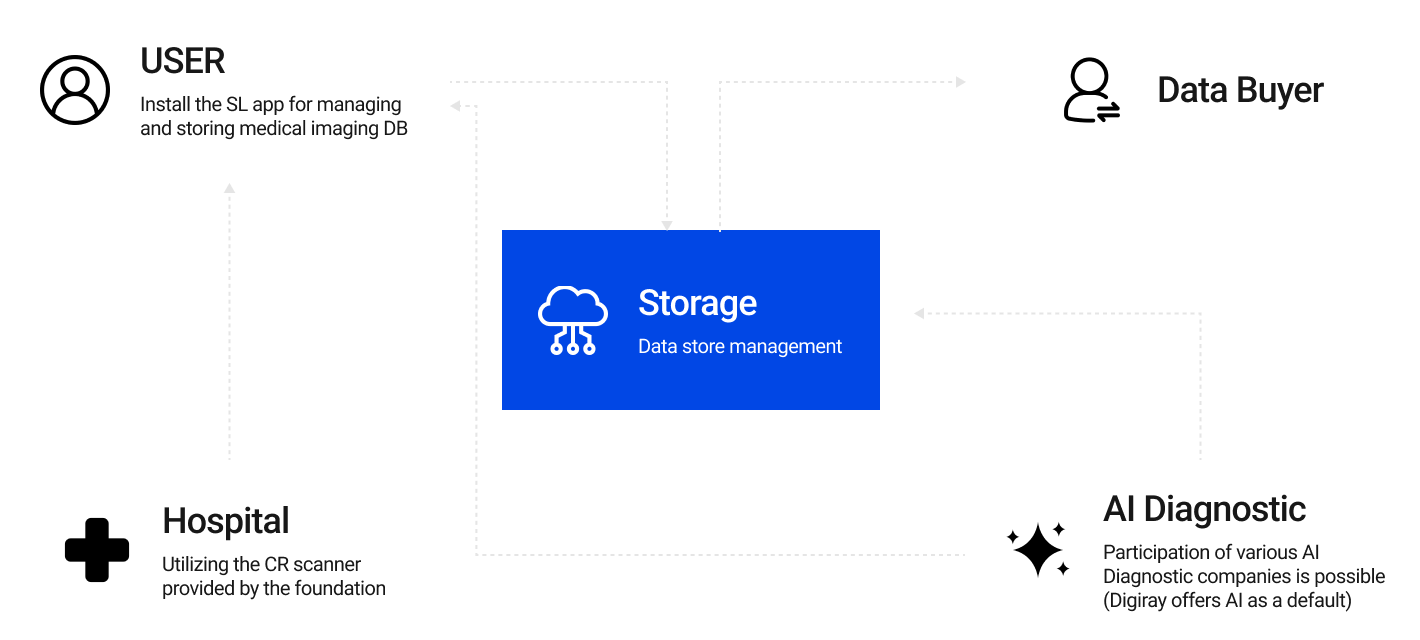 USER
Install the SL app for managing
and storing medical imaging DB
Data Buyer
Storage
Data store management
Hospital
Utilizing the CR scanner
provided by the foundation
AI Diagnostic
Participation of various AI
Diagnostic companies is possible
(Digiray offers AI as a default)